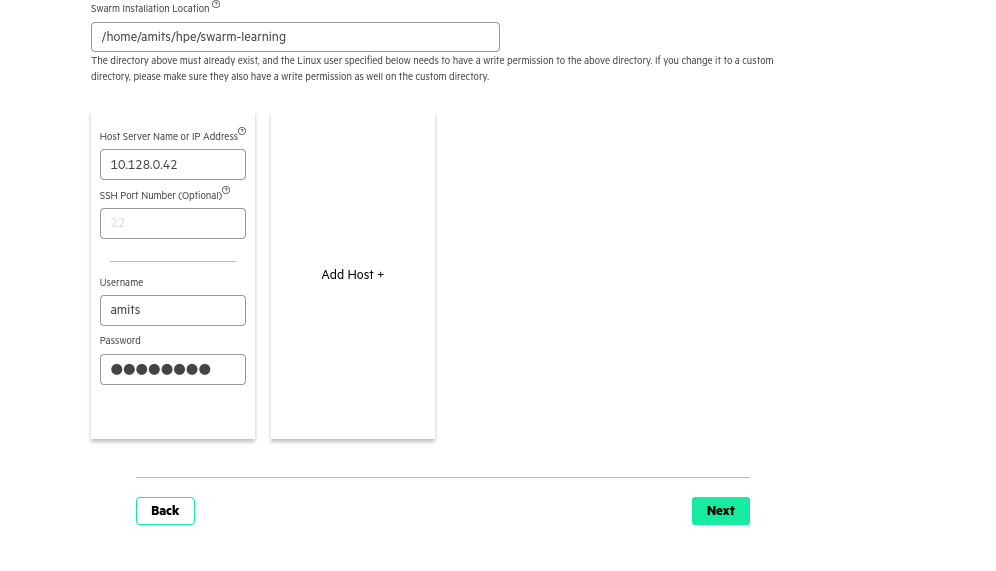 Swarm Installation Location
/home/amits/hpe/swarm-learning
The directory above must already exist, and the Linux user specified below needs to have a write permission to the above directory. If you change it to a custom
directory, please make sure they also have a write permission as well on the custom directory.
Host Server Name or IP Address
10.128.0.42
SSH Port Number (Optional)
22
Username
amits
Password
Add Host +
Back
Next